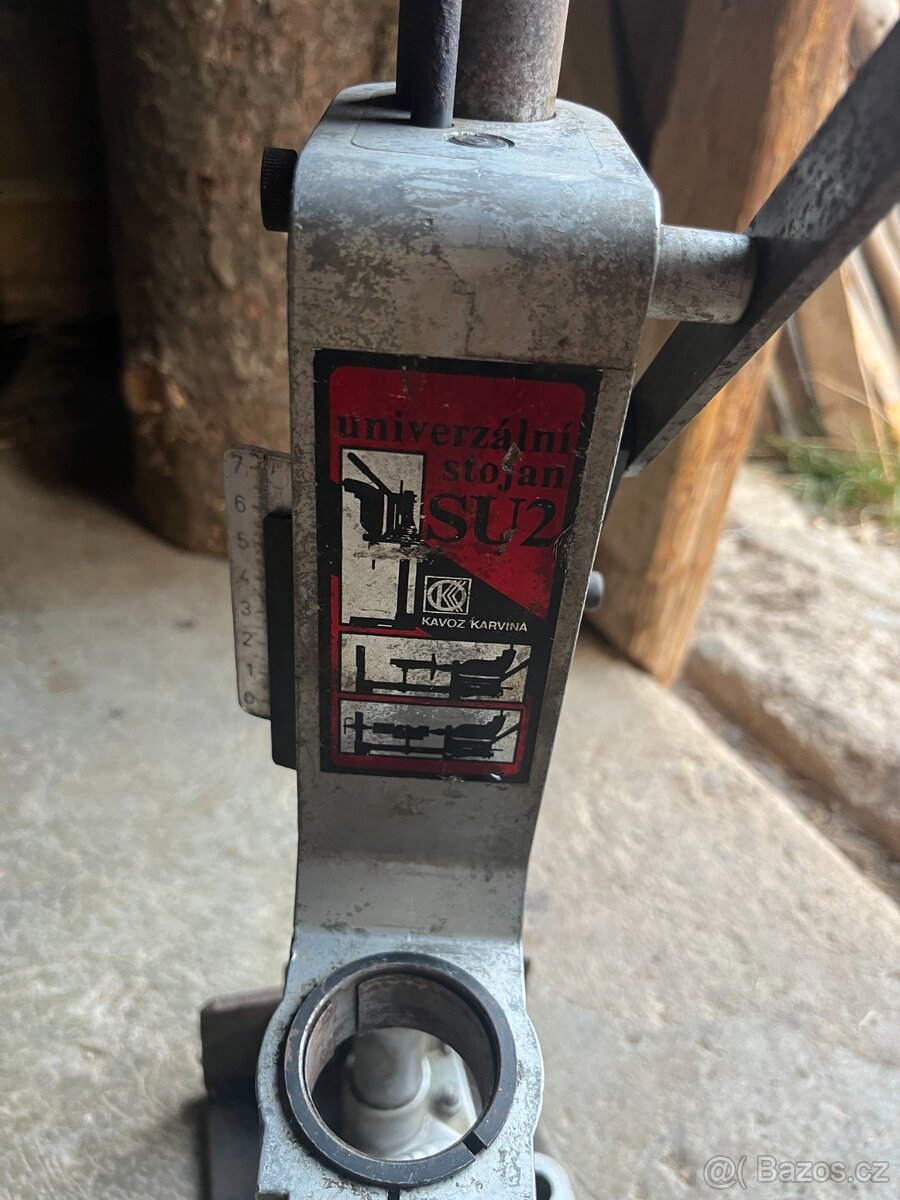 univerzální
stojan
SU2
KAVOZ KARVINÁ
7
6
5
4
3
2
1
0
@( Bazos.cz